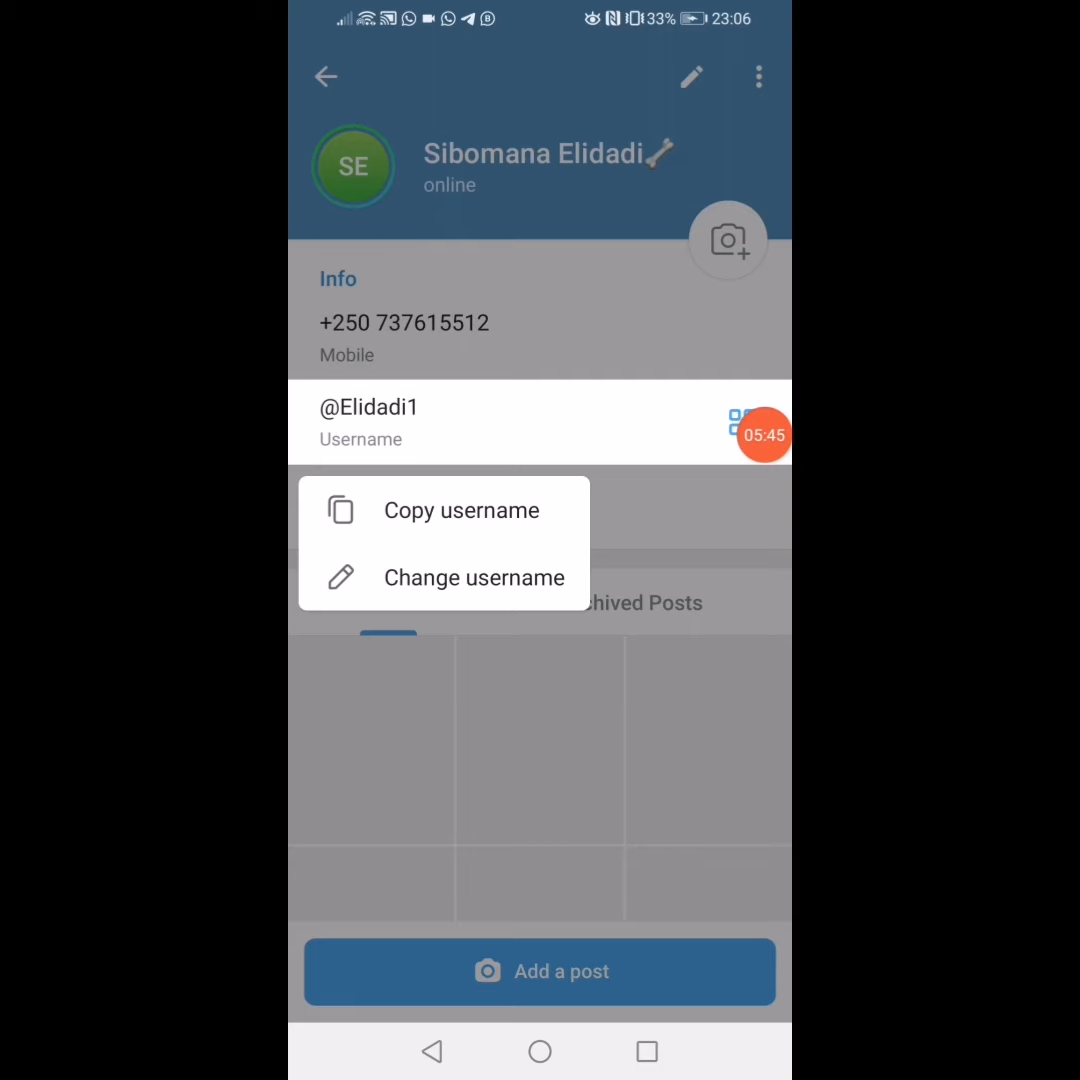 33% 23:06
SE
Sibomana Elidadi🦴
online
Info
+250 737615512
Mobile
@Elidadi1
Username
05:45
Copy username
Change username
chived Posts
Add a post